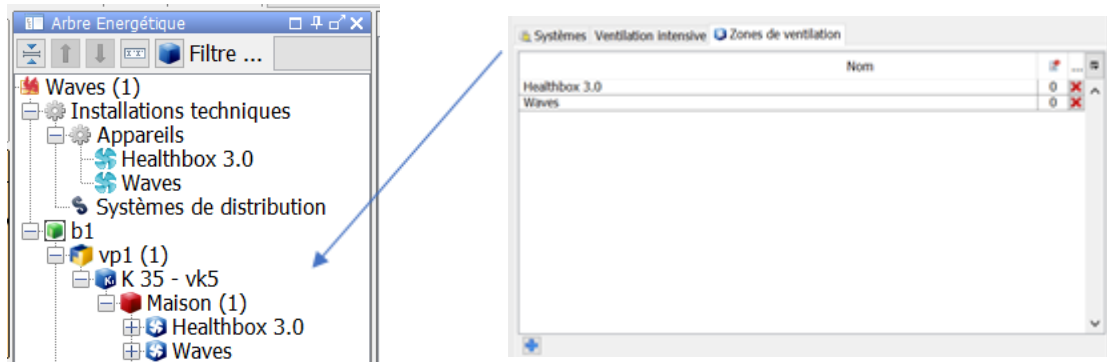 Arbre Energétique
Filtre ...
Waves (1)
Installations techniques
Appareils
Healthbox 3.0
Waves
Systèmes de distribution
b1
vp1 (1)
K 35 - vk5
Maison (1)
Healthbox 3.0
Waves
Systèmes Ventilation intensive Zones de ventilation
Nom ...
Healthbox 3.0 0
Waves 0